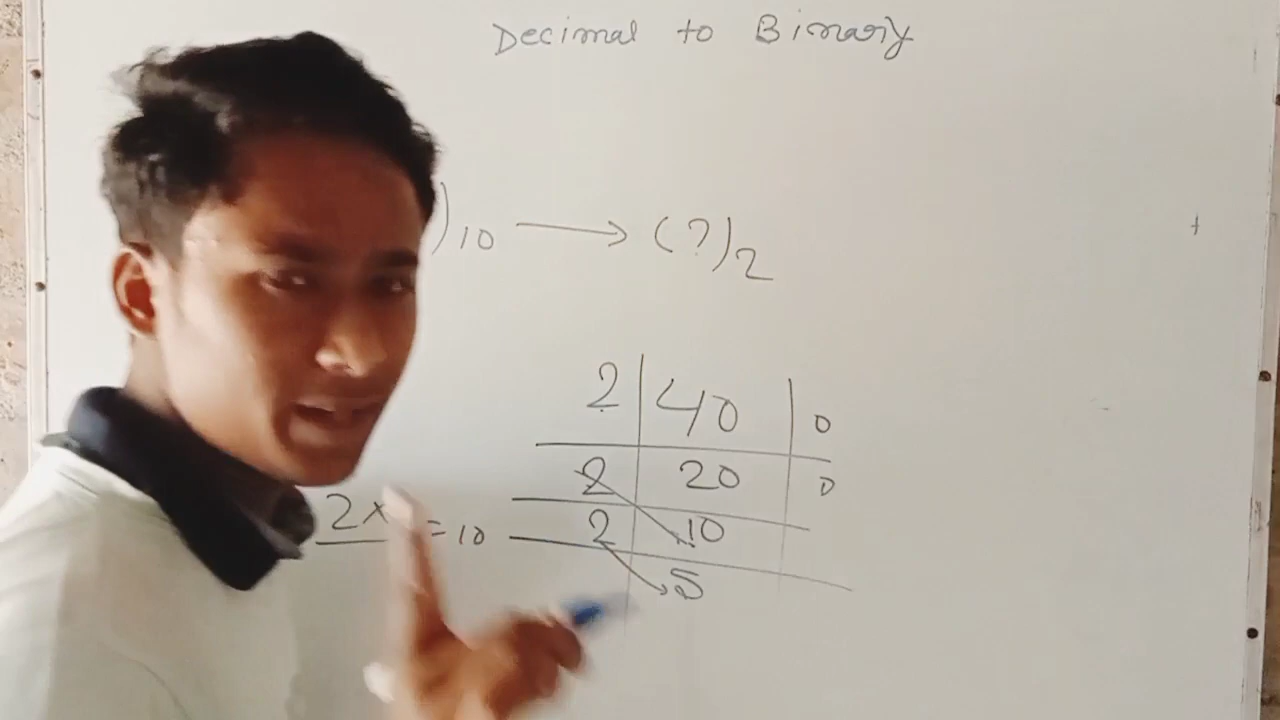 Decimal to Binary
)10 → (?)2
2 40 0
2 20 0
2x = 10 2 10
5